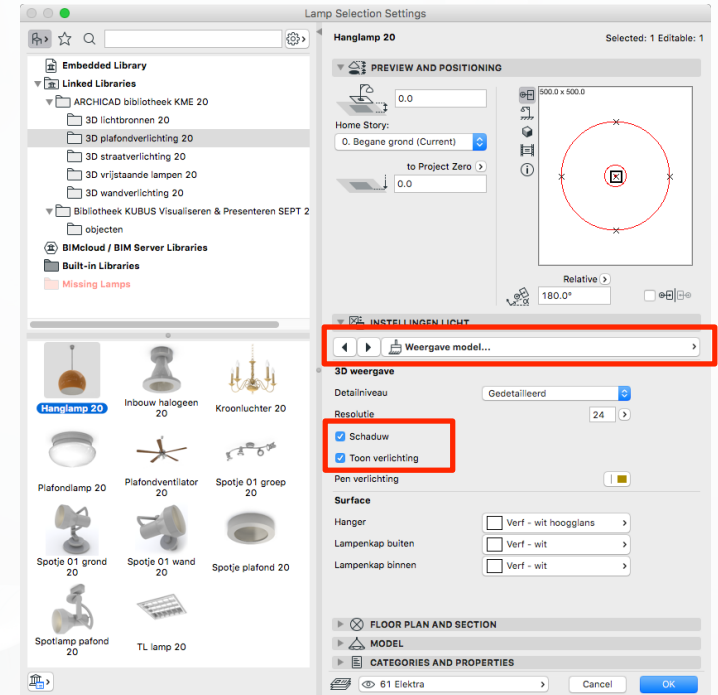 Lamp Selection Settings
Embedded Library
Linked Libraries
ARCHICAD bibliotheek KME 20
3D lichtbronnen 20
3D plafondverlichting 20
3D straatverlichting 20
3D vrijstaande lampen 20
3D wandverlichting 20
Bibliotheek KUBUS Visualiseren & Presenteren SEPT 2
objecten
BIMcloud / BIM Server Libraries
Built-in Libraries
Missing Lamps
Hanglamp 20
Inbouw halogeen
20
Kroonluchter 20
Plafondlamp 20
Plafondventilator
20
Spotje 01 groep
20
Spotje 01 grond
20
Spotje 01 wand
20
Spotje plafond 20
Spotlamp pafond
20
TL lamp 20
Hanglamp 20
Selected: 1 Editable: 1
PREVIEW AND POSITIONING
0.0
Home Story:
0. Begane grond (Current)
to Project Zero
0.0
500.0 x 500.0
Relative
180.0°
INSTELLINGEN LICHT
Weergave model...
3D weergave
Detailniveau Gedetailleerd
Resolutie 24
Schaduw
Toon verlichting
Pen verlichting
Surface
Hanger Verf - wit hoogglans
Lampenkap buiten Verf - wit
Lampenkap binnen Verf - wit
FLOOR PLAN AND SECTION
MODEL
CATEGORIES AND PROPERTIES
61 Elektra
Cancel OK